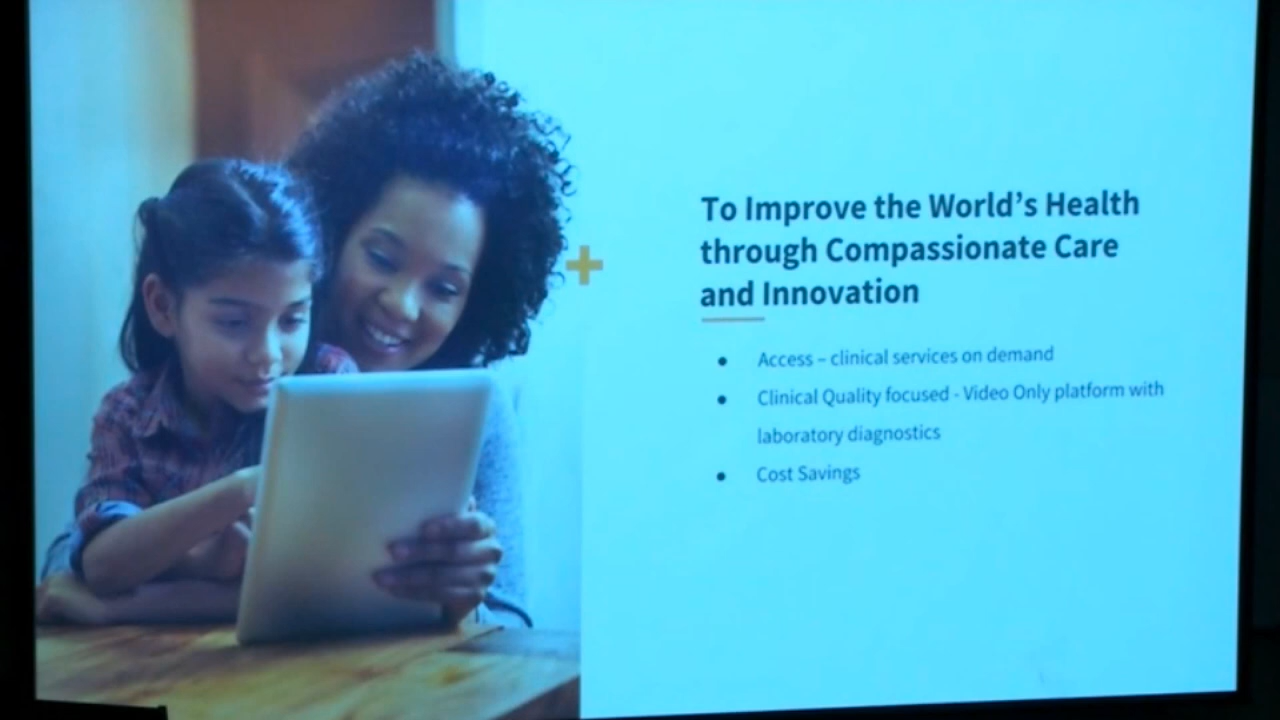 To Improve the World's Health
through Compassionate Care
and Innovation
● Access – clinical services on demand
● Clinical Quality focused - Video Only platform with
laboratory diagnostics
● Cost Savings